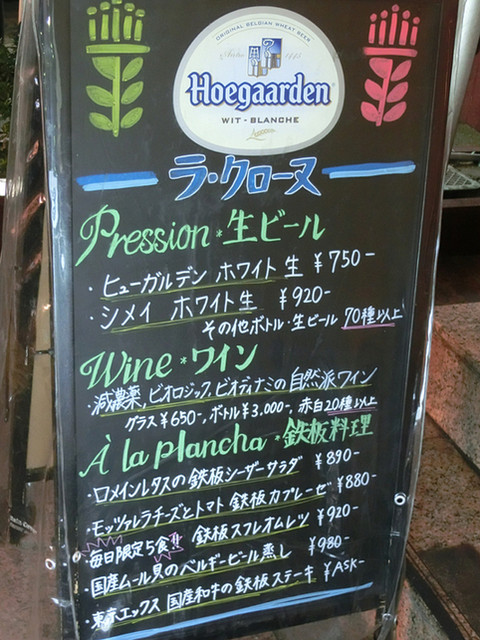 ORIGINAL BELGIAN WHEAT BEER
Hoegaarden
WIT - BLANCHE
ラ・クローヌ
Pression * 生ビール
・ヒューガルデン ホワイト 生 ¥750-
・シメイ ホワイト生 ¥920-
その他ボトル・生ビール 70種以上
Wine * ワイン
減農薬,ビオロジック,ビオディナミの自然派ワイン
グラス¥650-,ボトル¥3,000-, 赤白20種以上
À la plancha * 鉄板料理
・ロメインレタスの鉄板シーザーサラダ ¥890-
・モッツァレラチーズとトマト 鉄板カプレーゼ ¥880-
毎日限定5食!! 鉄板スフレオムレツ ¥920-
・国産ムール貝のベルギービール蒸し ¥980-
・東京エックス 国産和牛の鉄板ステーキ ¥ASK-